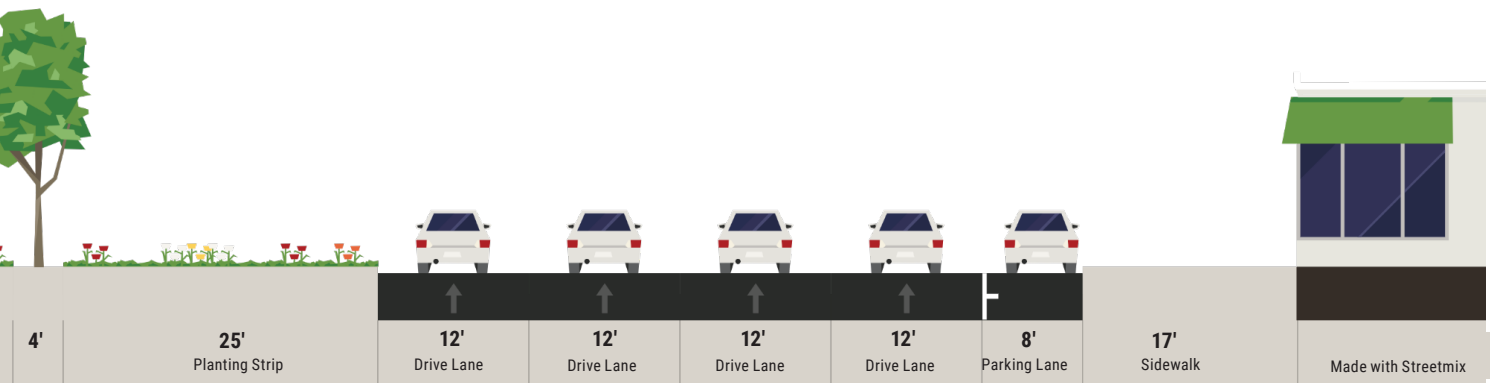 4'
25'
Planting Strip
12'
Drive Lane
12'
Drive Lane
12'
Drive Lane
12'
Drive Lane
8'
Parking Lane
17'
Sidewalk
Made with Streetmix